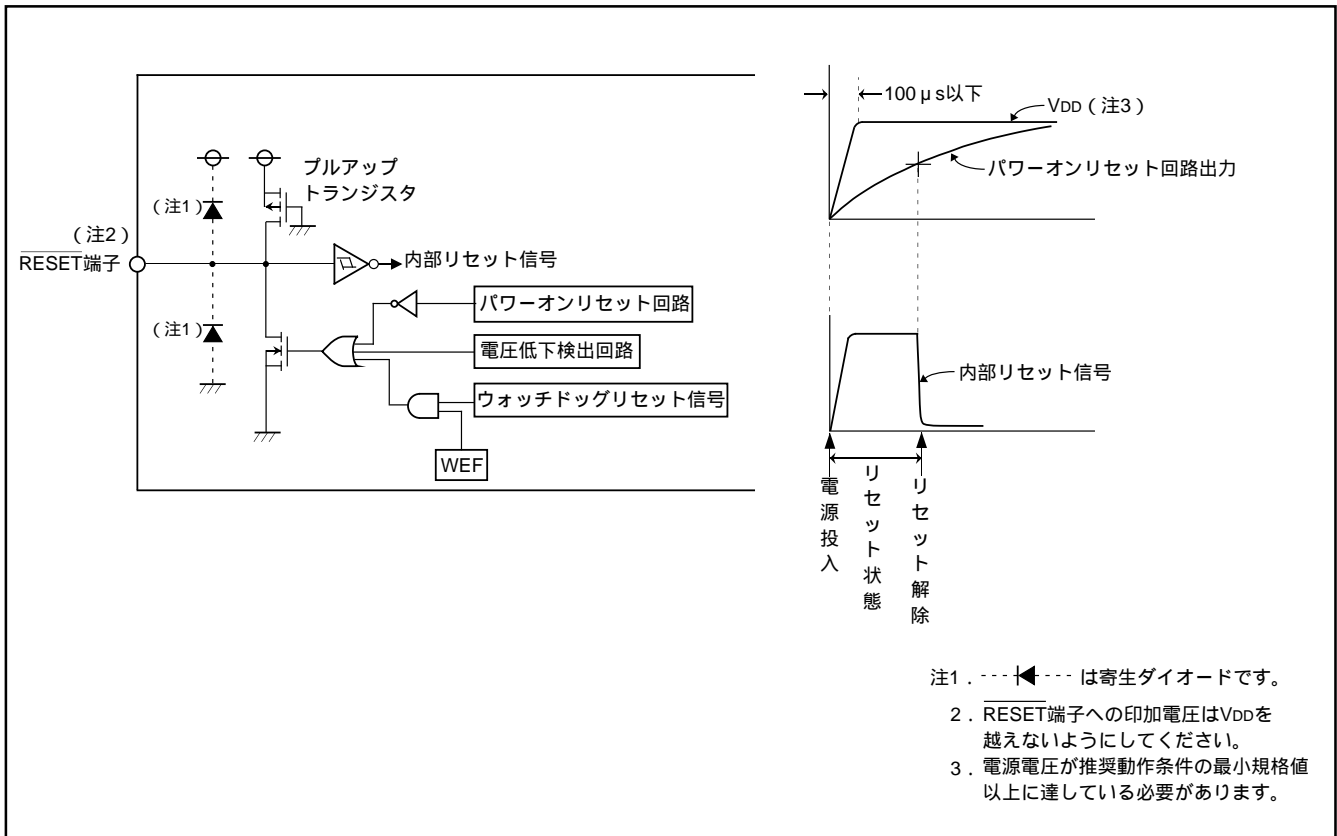 プルアップ
トランジスタ
（注1）
（注2）
RESET端子
内部リセット信号
パワーオンリセット回路
（注1）
電圧低下検出回路
ウォッチドッグリセット信号
WEF
100μs以下
VDD（注3）
パワーオンリセット回路出力
内部リセット信号
電源投入
リセット状態
リセット解除
注1．は寄生ダイオードです。
2．RESET端子への印加電圧はVDDを
越えないようにしてください。
3．電源電圧が推奨動作条件の最小規格値
以上に達している必要があります。